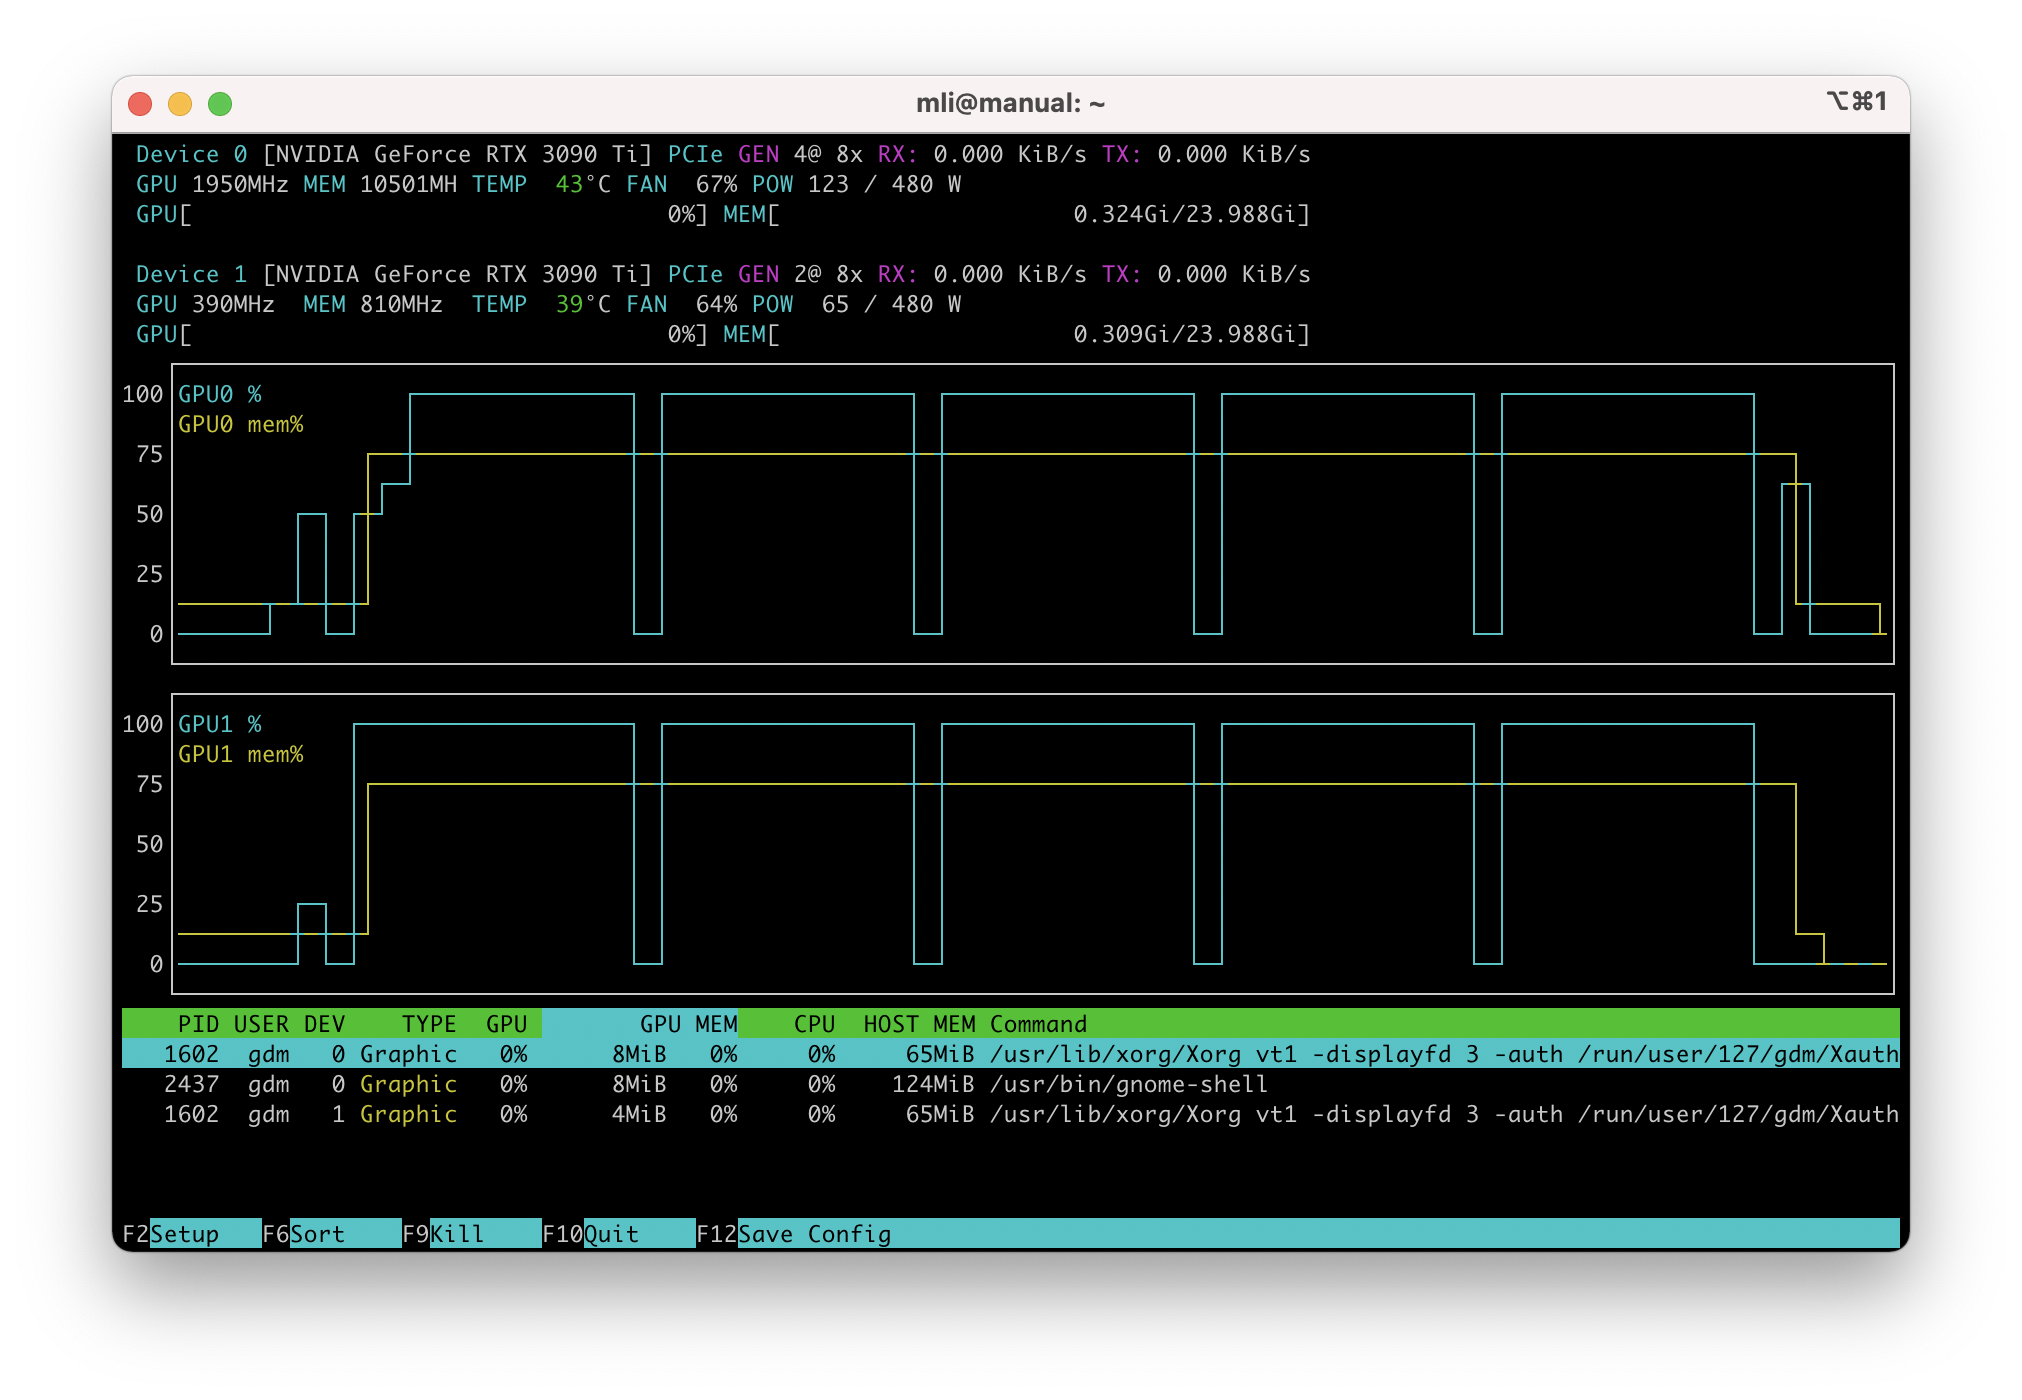 mli@manual: ~ ⌥⌘1
Device 0 [NVIDIA GeForce RTX 3090 Ti] PCIe GEN 4@ 8x RX: 0.000 KiB/s TX: 0.000 KiB/s
GPU 1950MHz MEM 10501MH TEMP 43°C FAN 67% POW 123 / 480 W
GPU[ 0%] MEM[ 0.324Gi/23.988Gi]
Device 1 [NVIDIA GeForce RTX 3090 Ti] PCIe GEN 2@ 8x RX: 0.000 KiB/s TX: 0.000 KiB/s
GPU 390MHz MEM 810MHz TEMP 39°C FAN 64% POW 65 / 480 W
GPU[ 0%] MEM[ 0.309Gi/23.988Gi]
100 GPU0 %
GPU0 mem%
75
50
25
0
100 GPU1 %
GPU1 mem%
75
50
25
0
PID USER DEV TYPE GPU GPU MEM CPU HOST MEM Command
1602 gdm 0 Graphic 0% 8MiB 0% 0% 65MiB /usr/lib/xorg/Xorg vt1 -displayfd 3 -auth /run/user/127/gdm/Xauth
2437 gdm 0 Graphic 0% 8MiB 0% 0% 124MiB /usr/bin/gnome-shell
1602 gdm 1 Graphic 0% 4MiB 0% 0% 65MiB /usr/lib/xorg/Xorg vt1 -displayfd 3 -auth /run/user/127/gdm/Xauth
F2Setup F6Sort F9Kill F10Quit F12Save Config